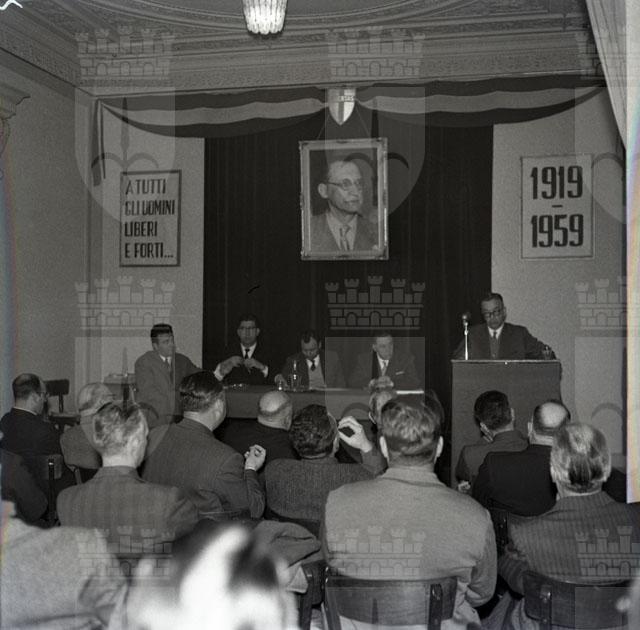 A TUTTI
GLI UOMINI
LIBERI
E FORTI...
1919
-
1959